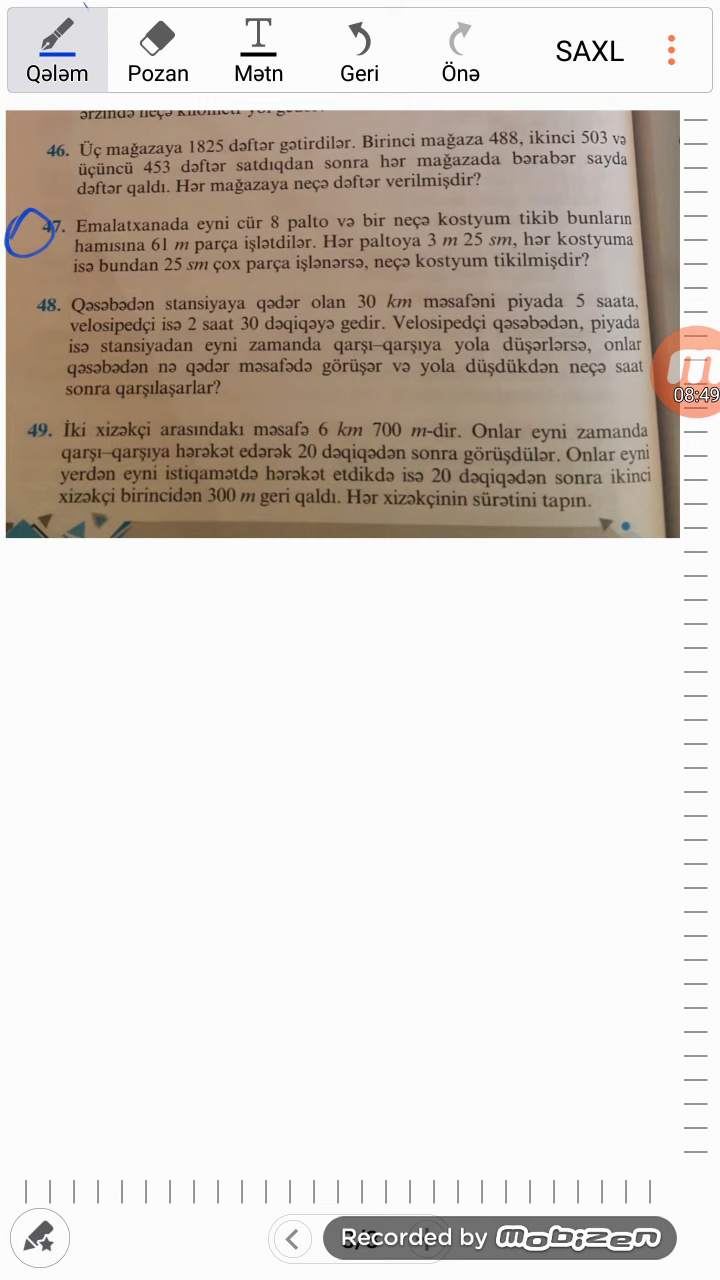 Qələm Pozan Mətn Geri Önə SAXL
46. Üç mağazaya 1825 dəftər gətirdilər. Birinci mağaza 488, ikinci 503 və
üçüncü 453 dəftər satdıqdan sonra hər mağazada bərabər sayda
dəftər qaldı. Hər mağazaya neçə dəftər verilmişdir?
47. Emalatxanada eyni cür 8 palto və bir neçə kostyum tikib bunların
hamısına 61 m parça işlətdilər. Hər paltoya 3 m 25 sm, hər kostyuma
isə bundan 25 sm çox parça işlənərsə, neçə kostyum tikilmişdir?
48. Qəsəbədən stansiyaya qədər olan 30 km məsafəni piyada 5 saata,
velosipedçi isə 2 saat 30 dəqiqəyə gedir. Velosipedçi qəsəbədən, piyada
isə stansiyadan eyni zamanda qarşı–qarşıya yola düşərlərsə, onlar
qəsəbədən nə qədər məsafədə görüşər və yola düşdükdən neçə saat
sonra qarşılaşarlar?
08:49
49. İki xizəkçi arasındakı məsafə 6 km 700 m-dir. Onlar eyni zamanda
qarşı–qarşıya hərəkət edərək 20 dəqiqədən sonra görüşdülər. Onlar eyni
yerdən eyni istiqamətdə hərəkət etdikdə isə 20 dəqiqədən sonra ikinci
xizəkçi birincidən 300 m geri qaldı. Hər xizəkçinin sürətini tapın.
Recorded by mobizen